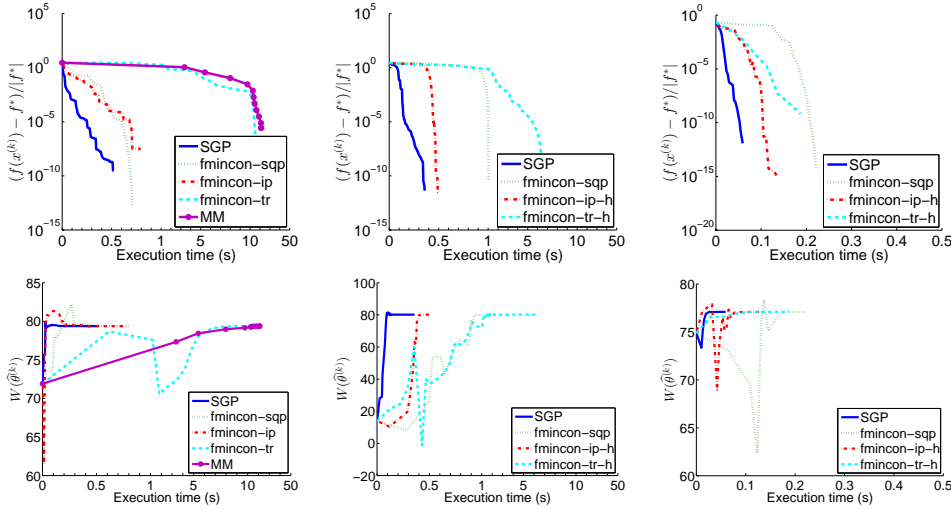 10^5
10^0
10^-5
10^-10
10^-15
(f(x^(k)) − f*)/|f*|
SGP
fmincon−sqp
fmincon−ip
fmincon−tr
MM
0 0.5 1 5 10 50
Execution time (s)
10^5
10^0
10^-5
10^-10
10^-15
(f(x^(k)) − f*)/|f*|
SGP
fmincon−sqp
fmincon−ip−h
fmincon−tr−h
0 0.5 1 5 10 50
Execution time (s)
10^0
10^-5
10^-10
10^-15
10^-20
(f(x^(k)) − f*)/|f*|
SGP
fmincon−sqp
fmincon−ip−h
fmincon−tr−h
0 0.1 0.2 0.3 0.4 0.5
Execution time (s)
85
80
75
70
65
60
W(θ̂^(k))
SGP
fmincon−sqp
fmincon−ip
fmincon−tr
MM
0 0.5 1 5 10 50
Execution time (s)
100
80
60
40
20
0
−20
W(θ̂^(k))
SGP
fmincon−sqp
fmincon−ip−h
fmincon−tr−h
0 0.5 1 5 10 50
Execution time (s)
80
75
70
65
60
W(θ̂^(k))
SGP
fmincon−sqp
fmincon−ip−h
fmincon−tr−h
0 0.1 0.2 0.3 0.4 0.5
Execution time (s)